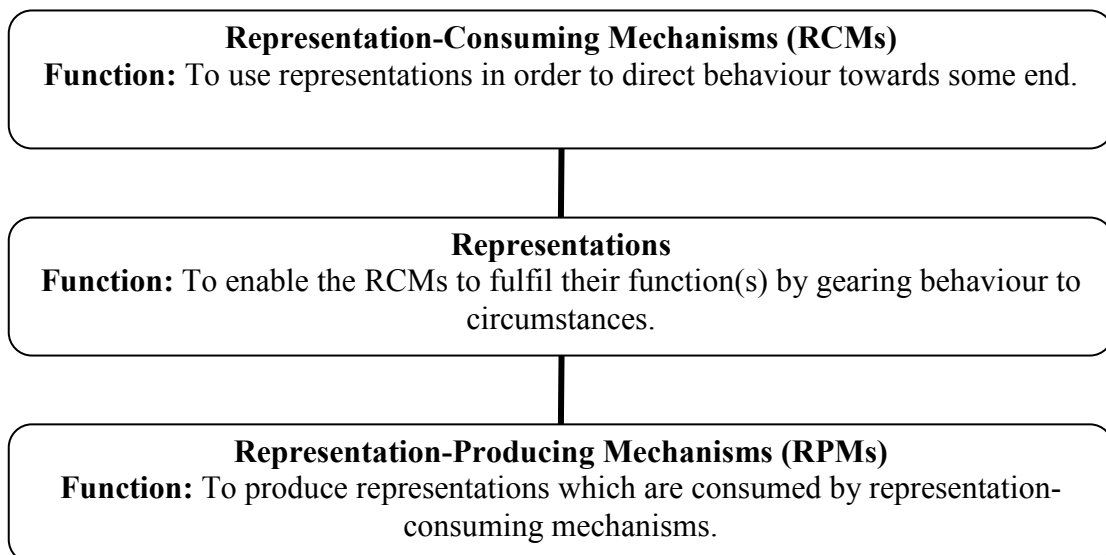 Representation-Consuming Mechanisms (RCMs)
Function: To use representations in order to direct behaviour towards some end.
Representations
Function: To enable the RCMs to fulfil their function(s) by gearing behaviour to
circumstances.
Representation-Producing Mechanisms (RPMs)
Function: To produce representations which are consumed by representation-
consuming mechanisms.